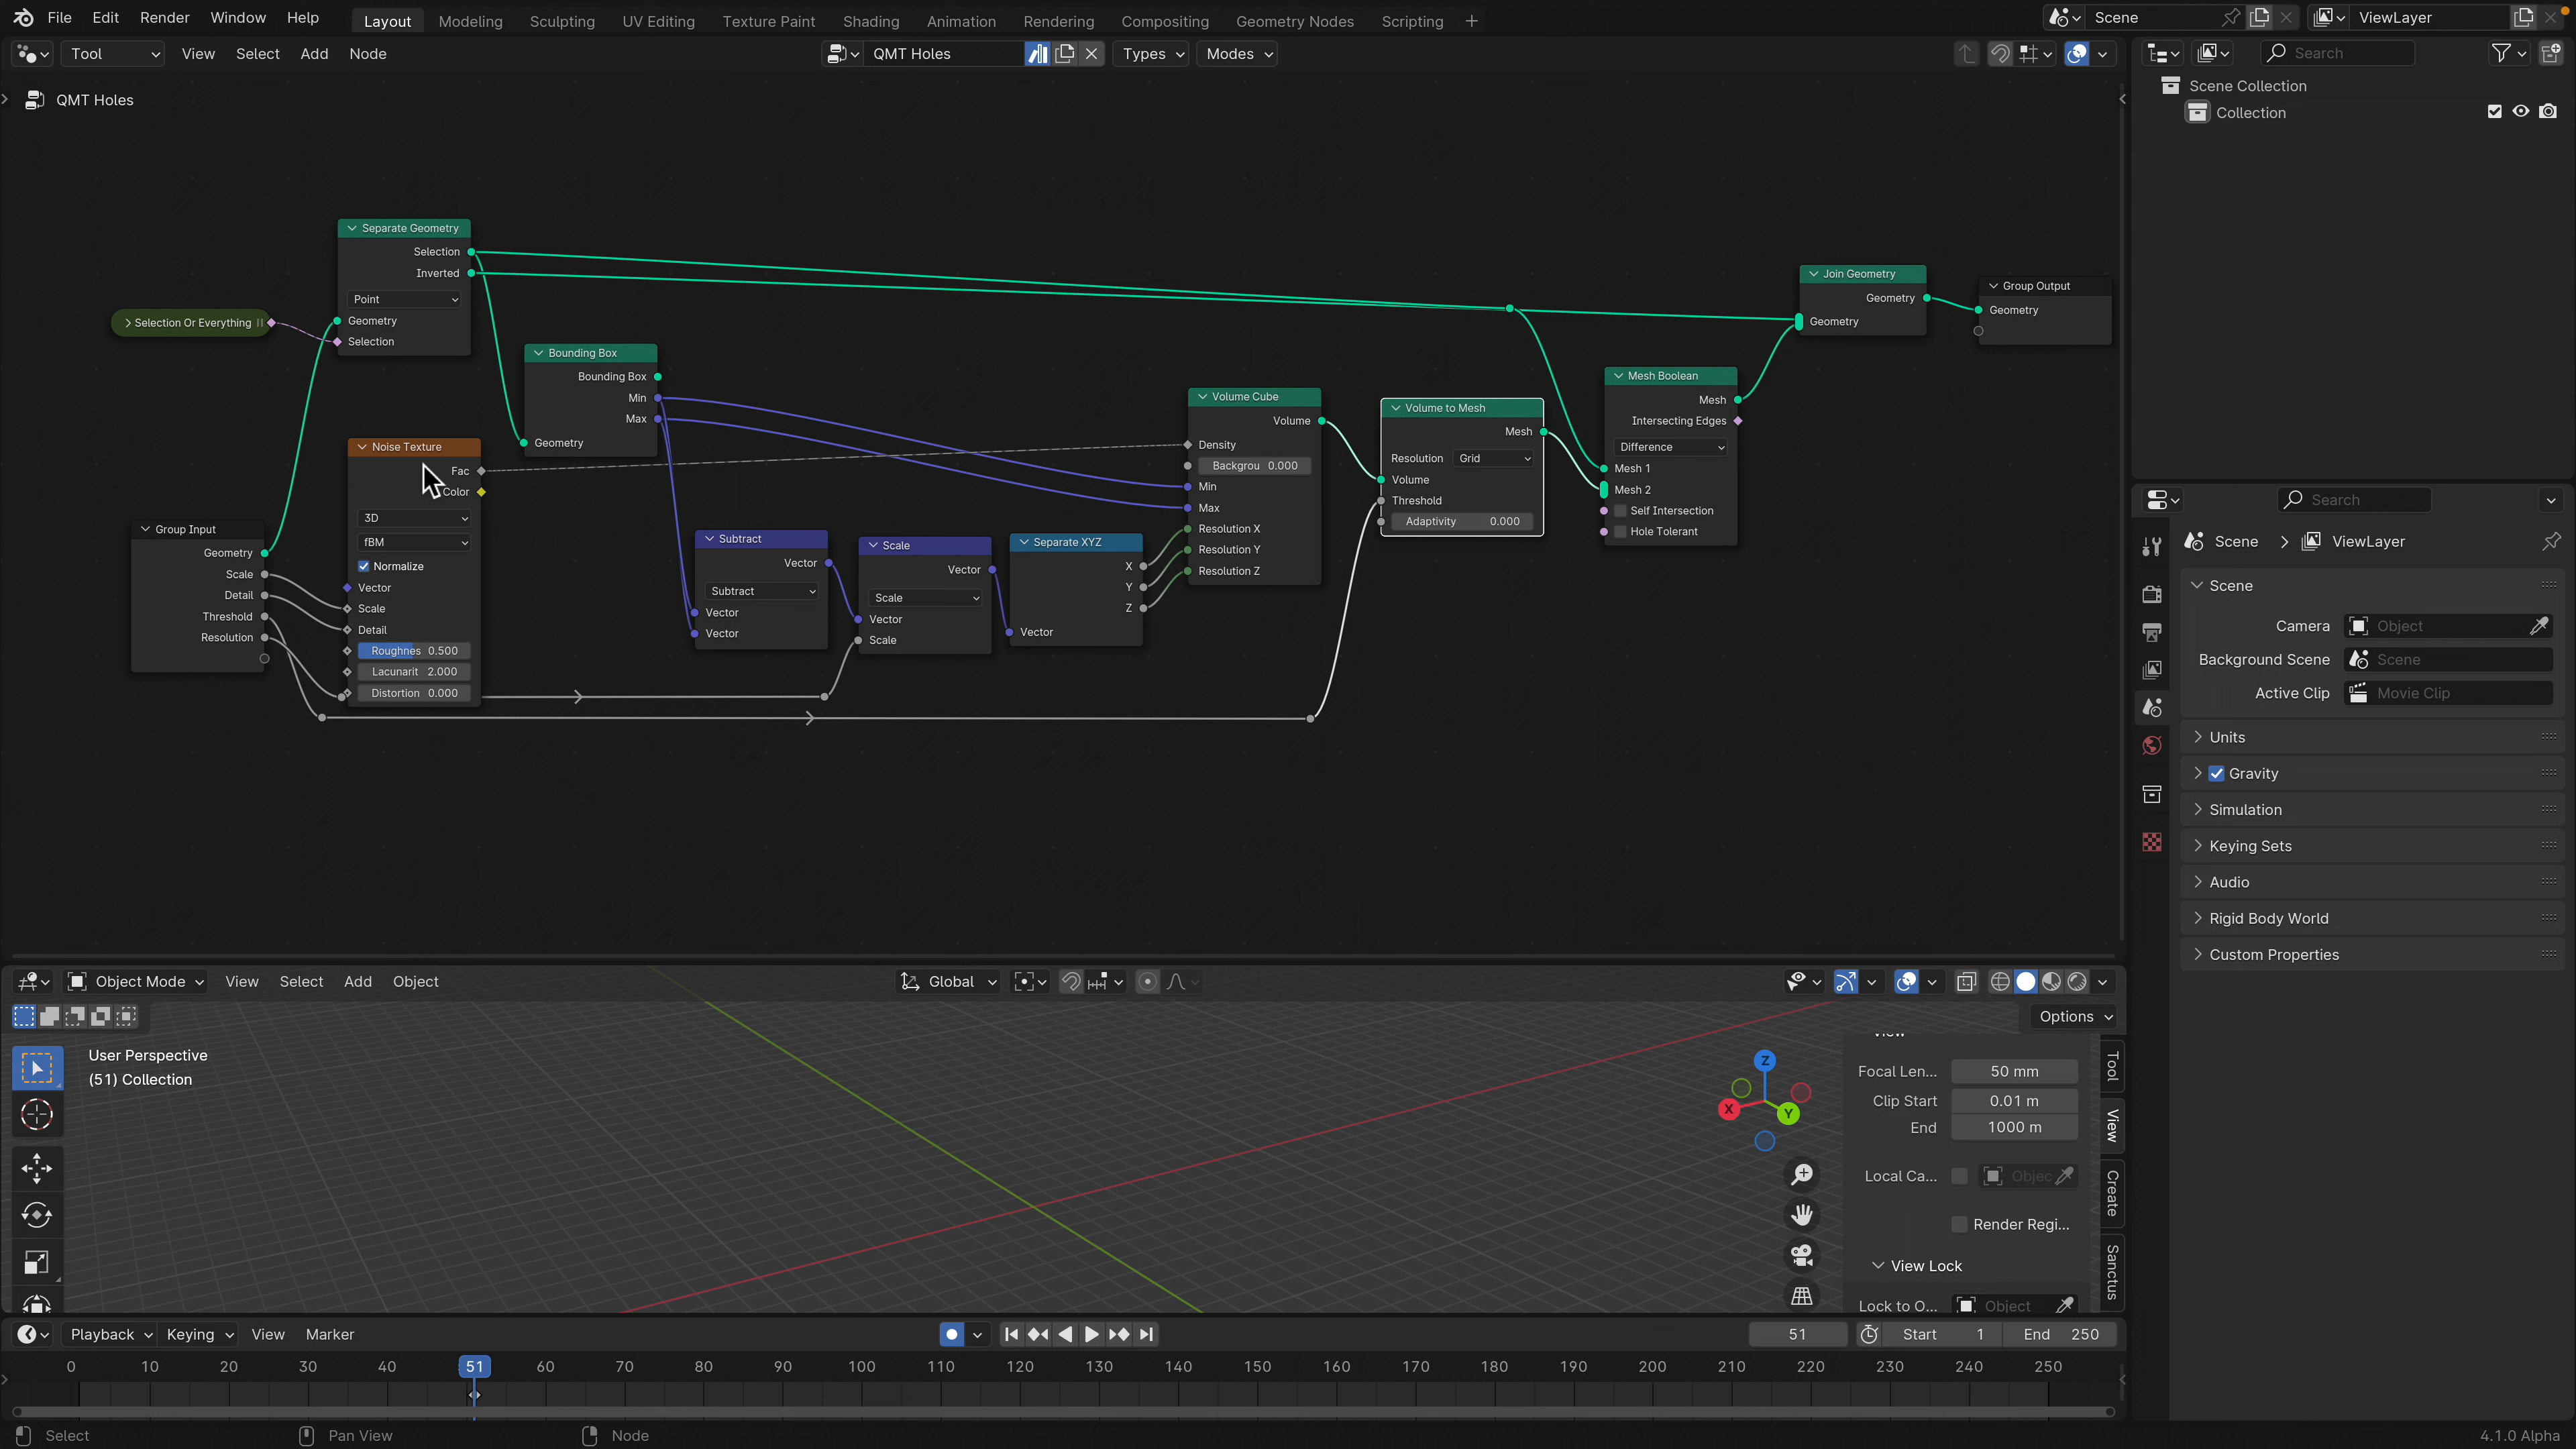 File Edit Render Window Help Layout Modeling Sculpting UV Editing Texture Paint Shading Animation Rendering Compositing Geometry Nodes Scripting Scene ViewLayer
Tool View Select Add Node QMT Holes Types Modes Search
QMT Holes
Scene Collection
Collection
Separate Geometry
Selection
Inverted
Point
Geometry
Selection
Selection Or Everything
Bounding Box
Bounding Box
Min
Max
Geometry
Noise Texture
Fac
Color
3D
fBM
Normalize
Vector
Scale
Detail
Roughnes 0.500
Lacunarit 2.000
Distortion 0.000
Group Input
Geometry
Scale
Detail
Threshold
Resolution
Subtract
Vector
Subtract
Vector
Vector
Scale
Vector
Scale
Vector
Scale
Separate XYZ
X
Y
Z
Vector
Volume Cube
Volume
Density
Backgrou 0.000
Min
Max
Resolution X
Resolution Y
Resolution Z
Volume to Mesh
Mesh
Resolution Grid
Volume
Threshold
Adaptivity 0.000
Mesh Boolean
Mesh
Intersecting Edges
Difference
Mesh 1
Mesh 2
Self Intersection
Hole Tolerant
Join Geometry
Geometry
Geometry
Group Output
Geometry
Search
Scene ViewLayer
Scene
Camera Object
Background Scene Scene
Active Clip Movie Clip
Units
Gravity
Simulation
Keying Sets
Audio
Rigid Body World
Custom Properties
Object Mode View Select Add Object Global
Options
User Perspective
(51) Collection
Z
X
Y
View
Focal Len... 50 mm
Clip Start 0.01 m
End 1000 m
Local Ca... Objec
Render Regi...
View Lock
Lock to O... Object
Tool
View
Create
Sanctus
Playback Keying View Marker 51 Start 1 End 250
0 10 20 30 40 51 60 70 80 90 100 110 120 130 140 150 160 170 180 190 200 210 220 230 240 250
Select Pan View Node 4.1.0 Alpha